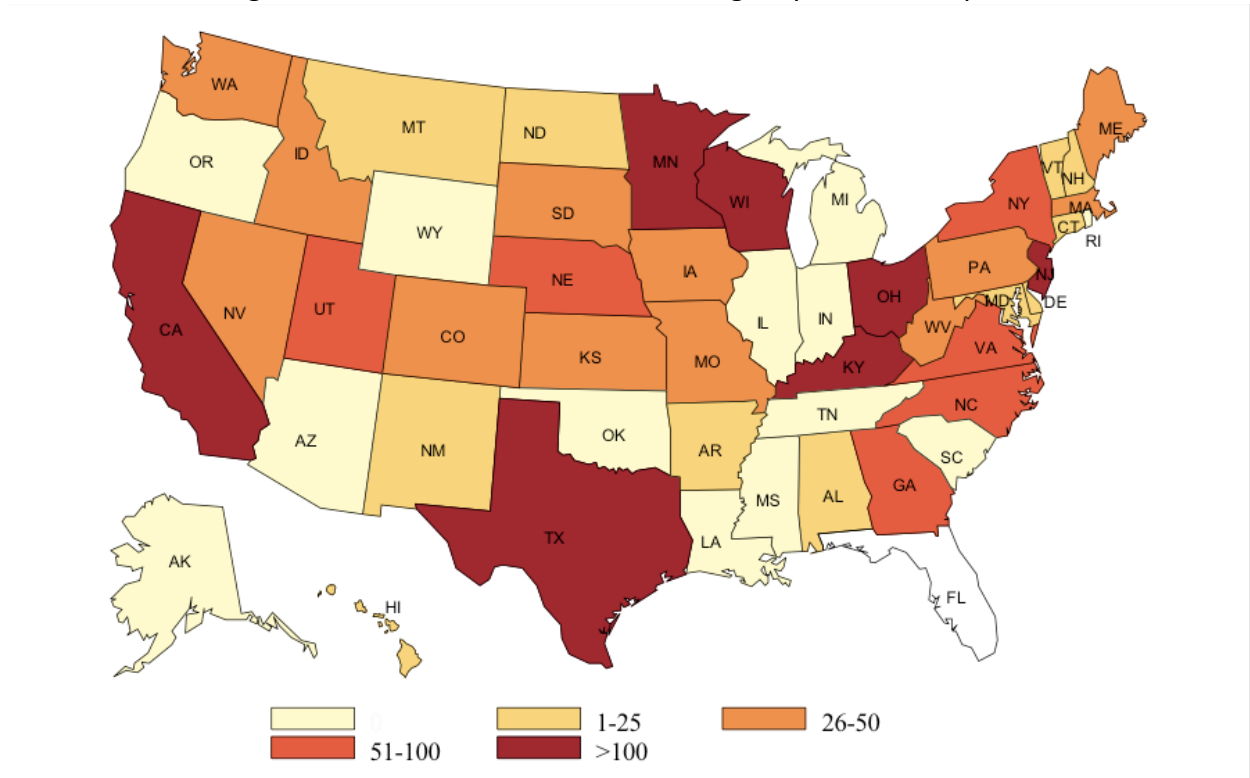 WA
ME
MT
ND
MN
OR
ID
VT
NH
WI
MI
NY
MA
SD
WY
CT
RI
IA
PA
NE
NJ
OH
MD
DE
NV
UT
IL
IN
CA
WV
CO
VA
KS
MO
KY
NC
TN
AZ
OK
NM
AR
SC
GA
MS
AL
TX
LA
AK
FL
HI
0
1-25
26-50
51-100
>100